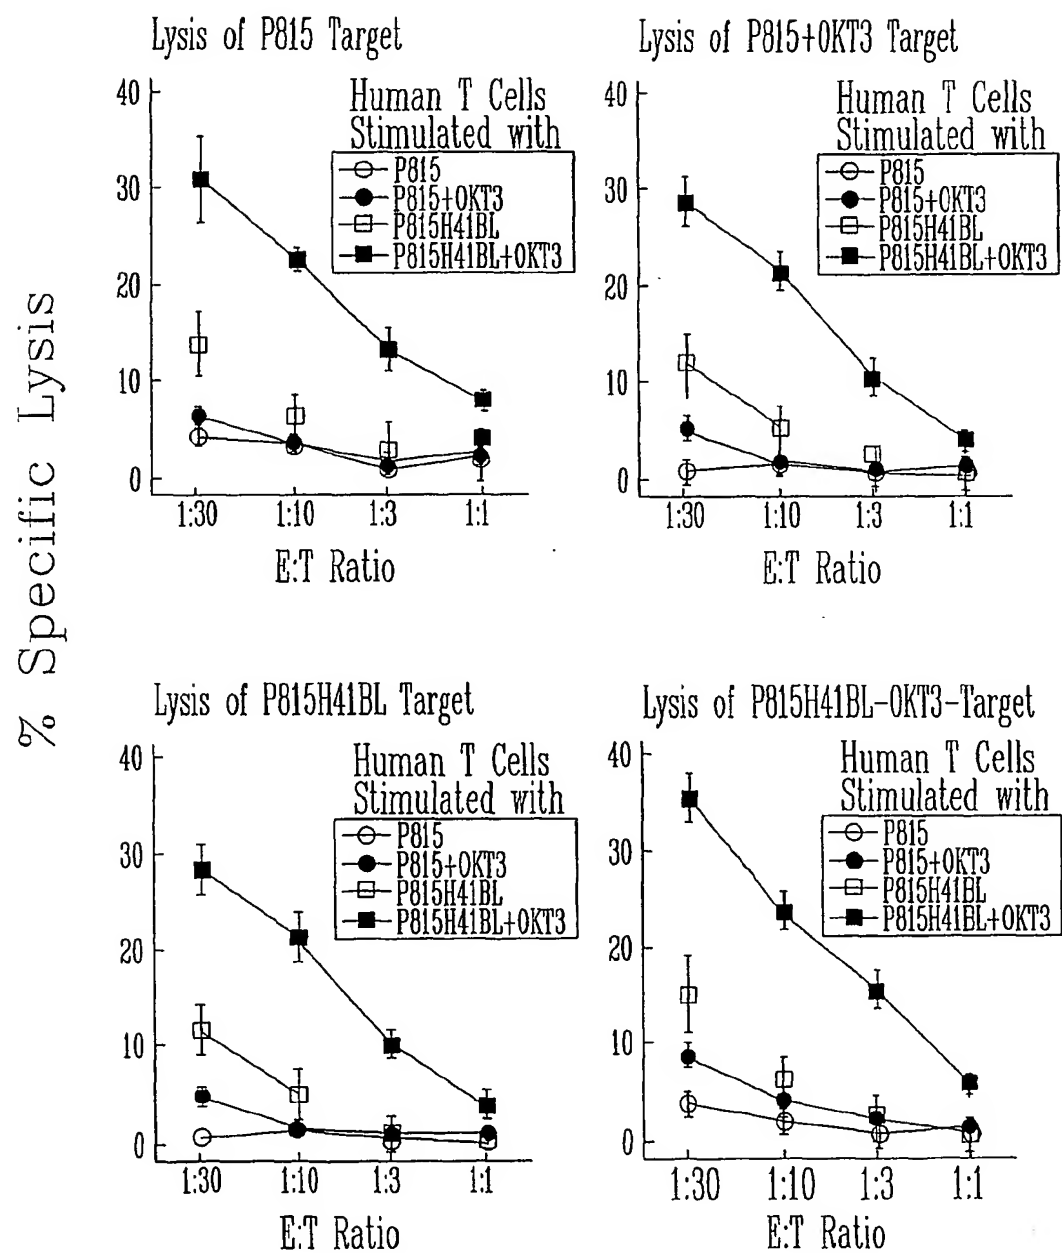 % Specific Lysis
Lysis of P815 Target
40
30
20
10
0
Human T Cells
Stimulated with
P815
P815+OKT3
P815H41BL
P815H41BL+OKT3
1:30 1:10 1:3 1:1
E:T Ratio
Lysis of P815+OKT3 Target
40
30
20
10
0
Human T Cells
Stimulated with
P815
P815+OKT3
P815H41BL
P815H41BL+OKT3
1:30 1:10 1:3 1:1
E:T Ratio
Lysis of P815H41BL Target
40
30
20
10
0
Human T Cells
Stimulated with
P815
P815+OKT3
P815H41BL
P815H41BL+OKT3
1:30 1:10 1:3 1:1
E:T Ratio
Lysis of P815H41BL-OKT3-Target
40
30
20
10
0
Human T Cells
Stimulated with
P815
P815+OKT3
P815H41BL
P815H41BL+OKT3
1:30 1:10 1:3 1:1
E:T Ratio